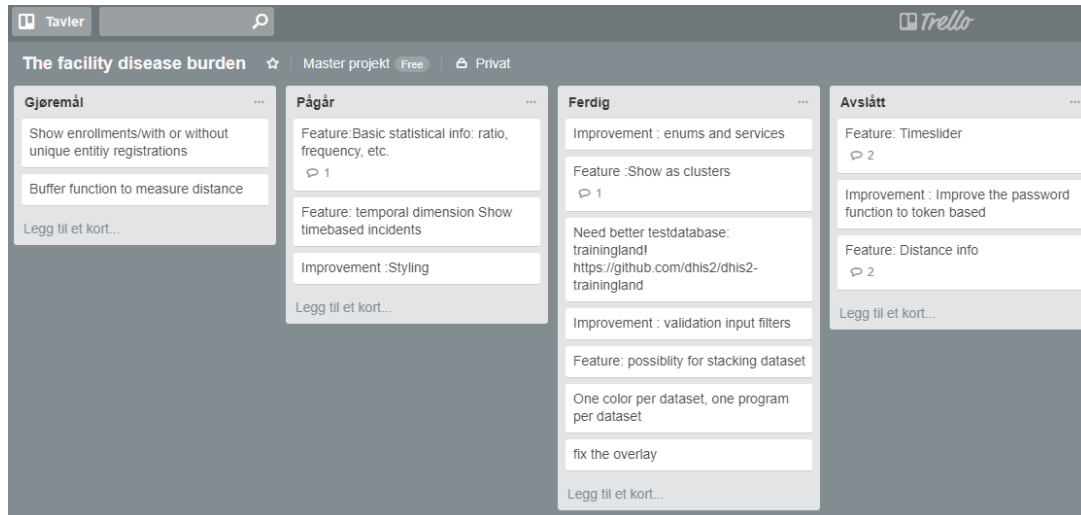 Tavler
Trello
The facility disease burden
Master projekt Free
Privat
Gjøremål
Show enrollments/with or without
unique entitiy registrations
Buffer function to measure distance
Legg til et kort...
Pågår
Feature:Basic statistical info: ratio,
frequency, etc.
1
Feature: temporal dimension Show
timebased incidents
Improvement :Styling
Legg til et kort...
Ferdig
Improvement : enums and services
Feature :Show as clusters
1
Need better testdatabase:
trainingland!
https://github.com/dhis2/dhis2-
trainingland
Improvement : validation input filters
Feature: possiblity for stacking dataset
One color per dataset, one program
per dataset
fix the overlay
Legg til et kort...
Avslått
Feature: Timeslider
2
Improvement : Improve the password
function to token based
Feature: Distance info
2
Legg til et kort...